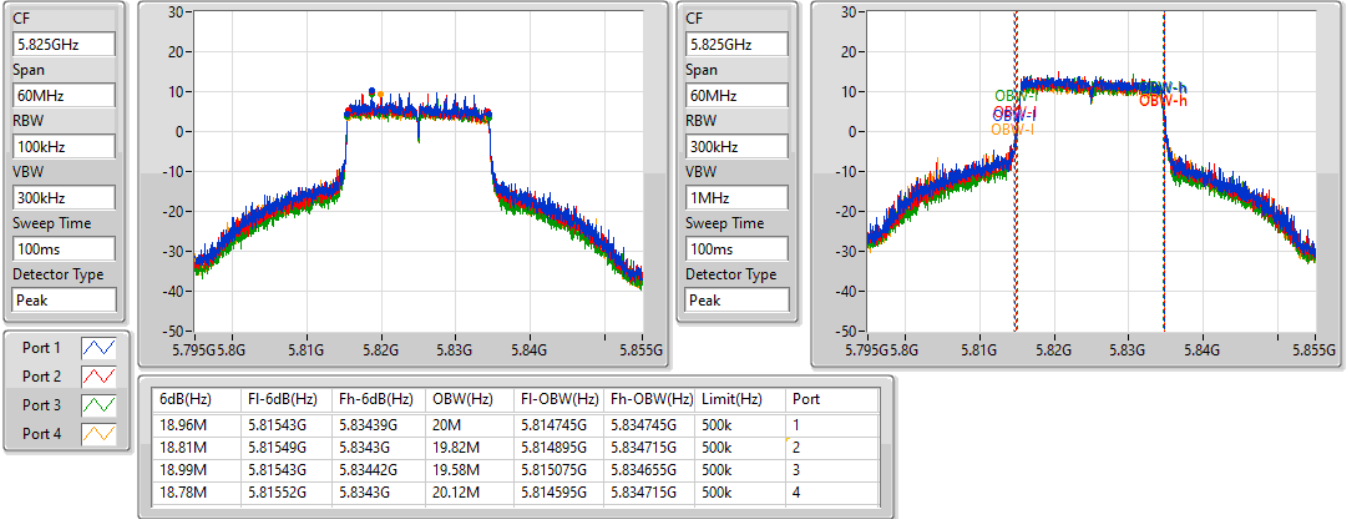 CF
5.825GHz
Span
60MHz
RBW
100kHz
VBW
300kHz
Sweep Time
100ms
Detector Type
Peak
30
20
10
0
-10
-20
-30
-40
-50
5.795G 5.8G 5.81G 5.82G 5.83G 5.84G 5.855G
CF
5.825GHz
Span
60MHz
RBW
300kHz
VBW
1MHz
Sweep Time
100ms
Detector Type
Peak
30
20
10
0
-10
-20
-30
-40
-50
OBW-l
OBW-l
OBW-l
OBW-h
OBW-h
5.795G 5.8G 5.81G 5.82G 5.83G 5.84G 5.855G
Port 1
Port 2
Port 3
Port 4
6dB(Hz) Fl-6dB(Hz) Fh-6dB(Hz) OBW(Hz) Fl-OBW(Hz) Fh-OBW(Hz) Limit(Hz) Port
18.96M 5.81543G 5.83439G 20M 5.814745G 5.834745G 500k 1
18.81M 5.81549G 5.8343G 19.82M 5.814895G 5.834715G 500k 2
18.99M 5.81543G 5.83442G 19.58M 5.815075G 5.834655G 500k 3
18.78M 5.81552G 5.8343G 20.12M 5.814595G 5.834715G 500k 4